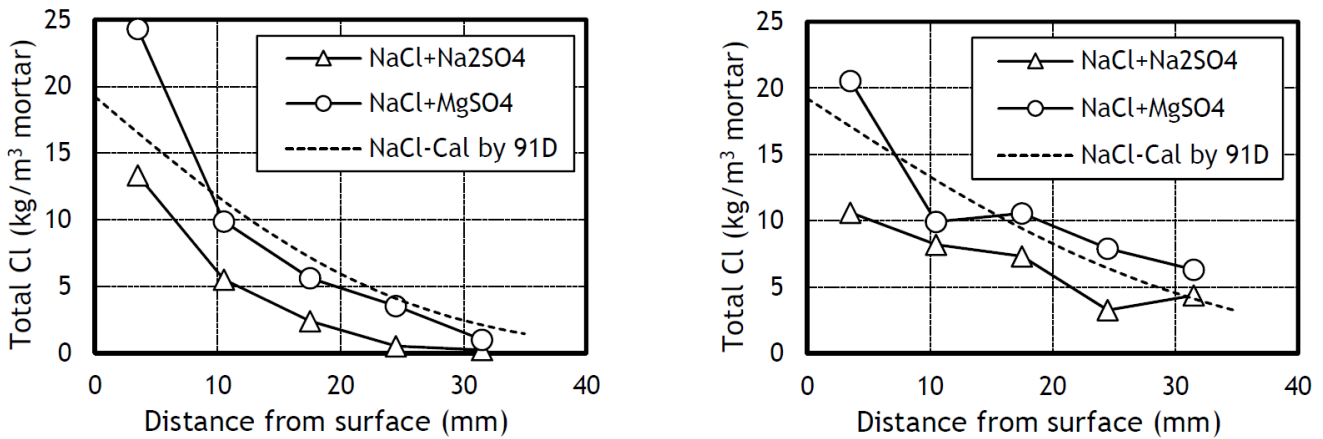 25
20
15
10
5
0
Total Cl (kg/m³ mortar)
NaCl+Na2SO4
NaCl+MgSO4
NaCl-Cal by 91D
0 10 20 30 40
Distance from surface (mm)
25
20
15
10
5
0
Total Cl (kg/m³ mortar)
NaCl+Na2SO4
NaCl+MgSO4
NaCl-Cal by 91D
0 10 20 30 40
Distance from surface (mm)